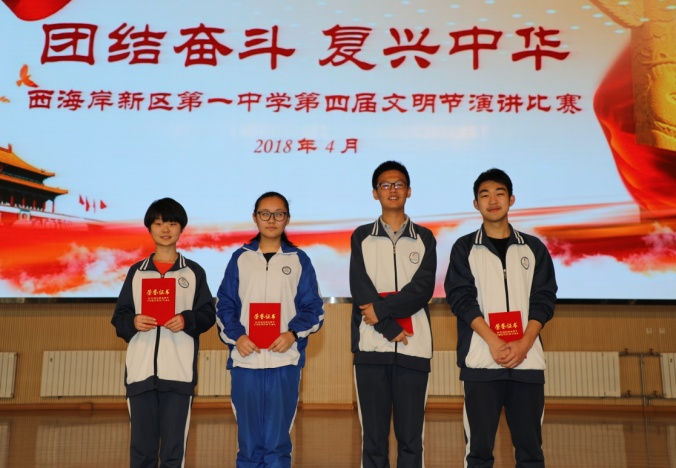 团结奋斗 复兴中华
西海岸新区第一中学第四届文明节演讲比赛
2018 年 4 月
荣誉证书
荣誉证书
荣誉证书